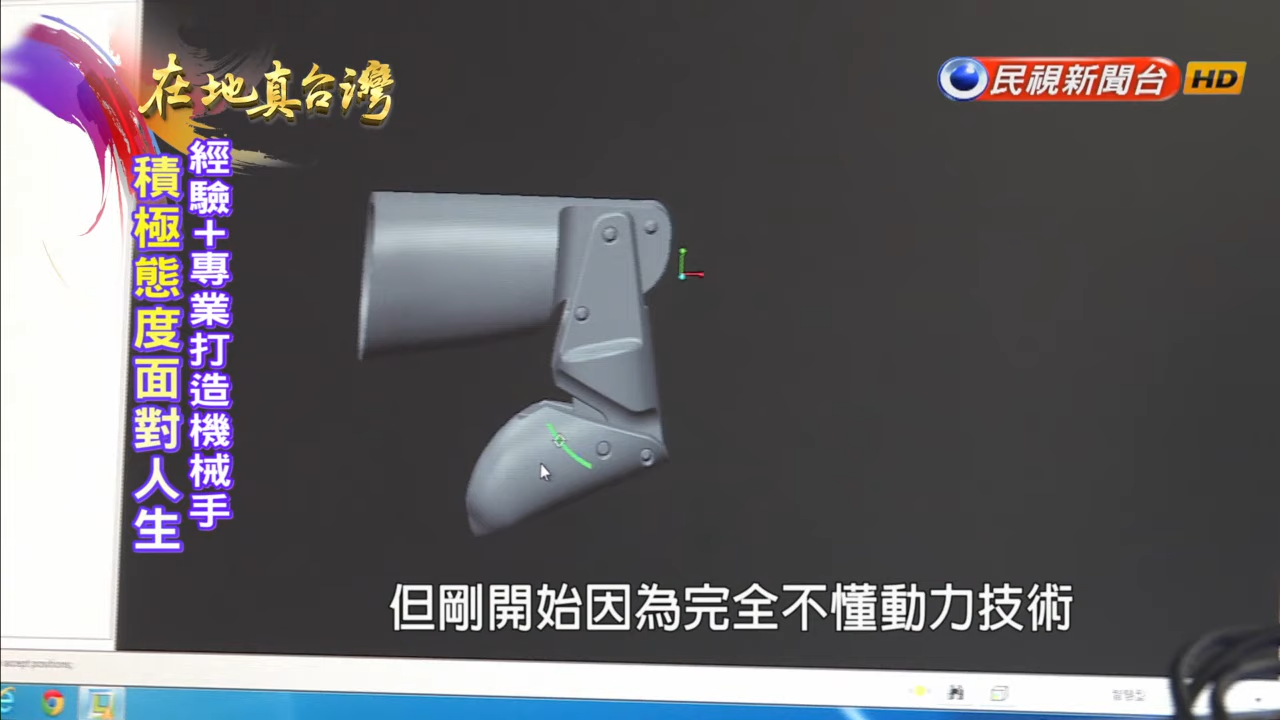 在地真台灣
民視新聞台 HD
經驗+專業打造機械手
積極態度面對人生
但剛開始因為完全不懂動力技術